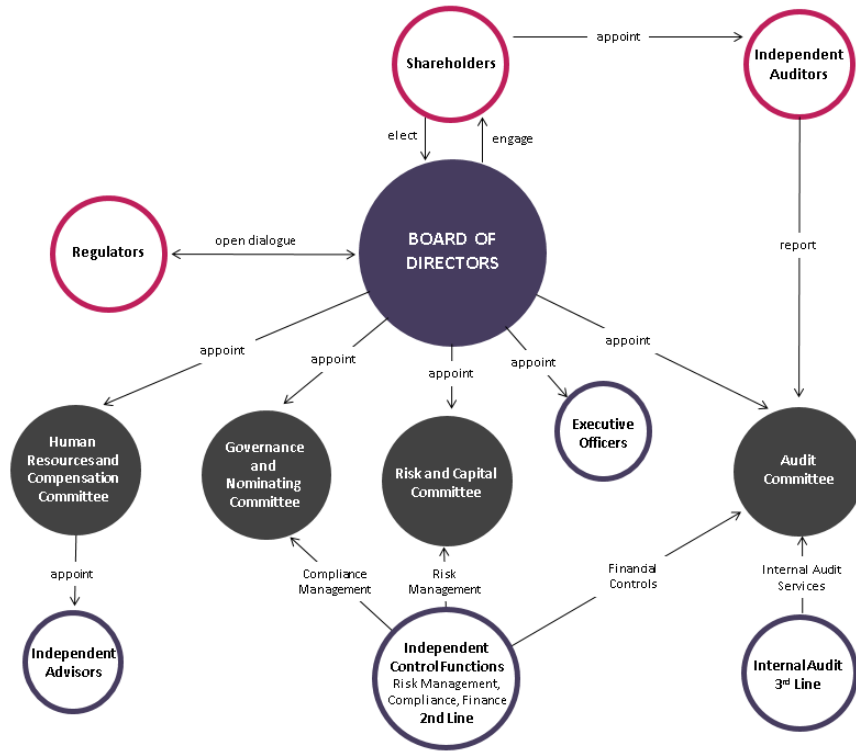 Shareholders
appoint
Independent
Auditors
elect
engage
Regulators
open dialogue
BOARD OF
DIRECTORS
report
appoint
appoint
appoint
appoint
appoint
Human
Resources and
Compensation
Committee
Governance
and
Nominating
Committee
Risk and Capital
Committee
Executive
Officers
Audit
Committee
appoint
Compliance
Management
Risk
Management
Financial
Controls
Internal Audit
Services
Independent
Advisors
Independent
Control Functions
Risk Management,
Compliance, Finance
2nd Line
Internal Audit
3rd Line